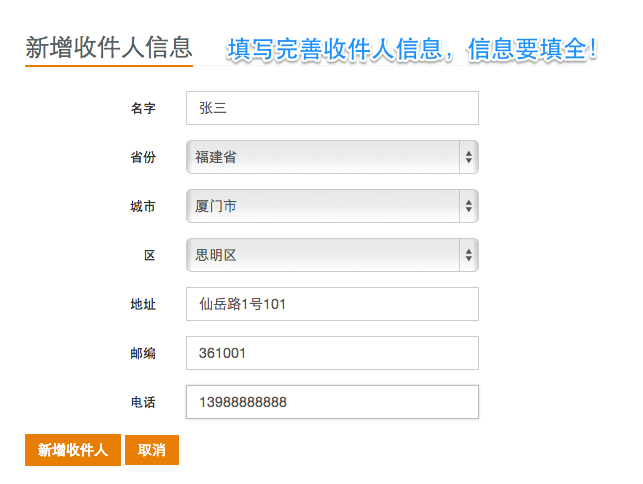 新增收件人信息
填写完善收件人信息，信息要填全！
名字 张三
省份 福建省
城市 厦门市
区 思明区
地址 仙岳路1号101
邮编 361001
电话 13988888888
新增收件人 取消